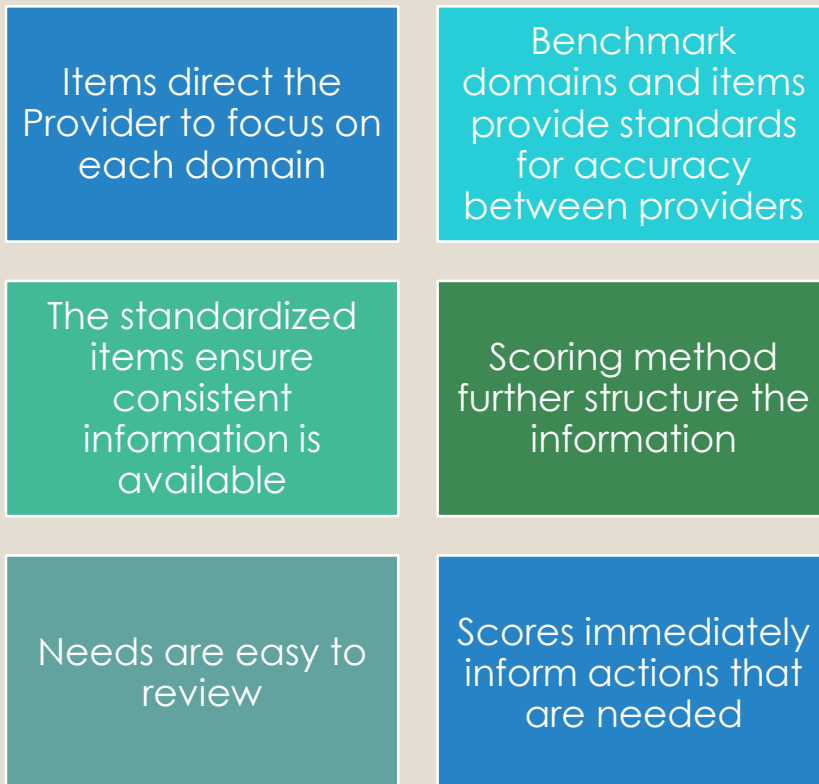 Items direct the
Provider to focus on
each domain
Benchmark
domains and items
provide standards
for accuracy
between providers
The standardized
items ensure
consistent
information is
available
Scoring method
further structure the
information
Needs are easy to
review
Scores immediately
inform actions that
are needed